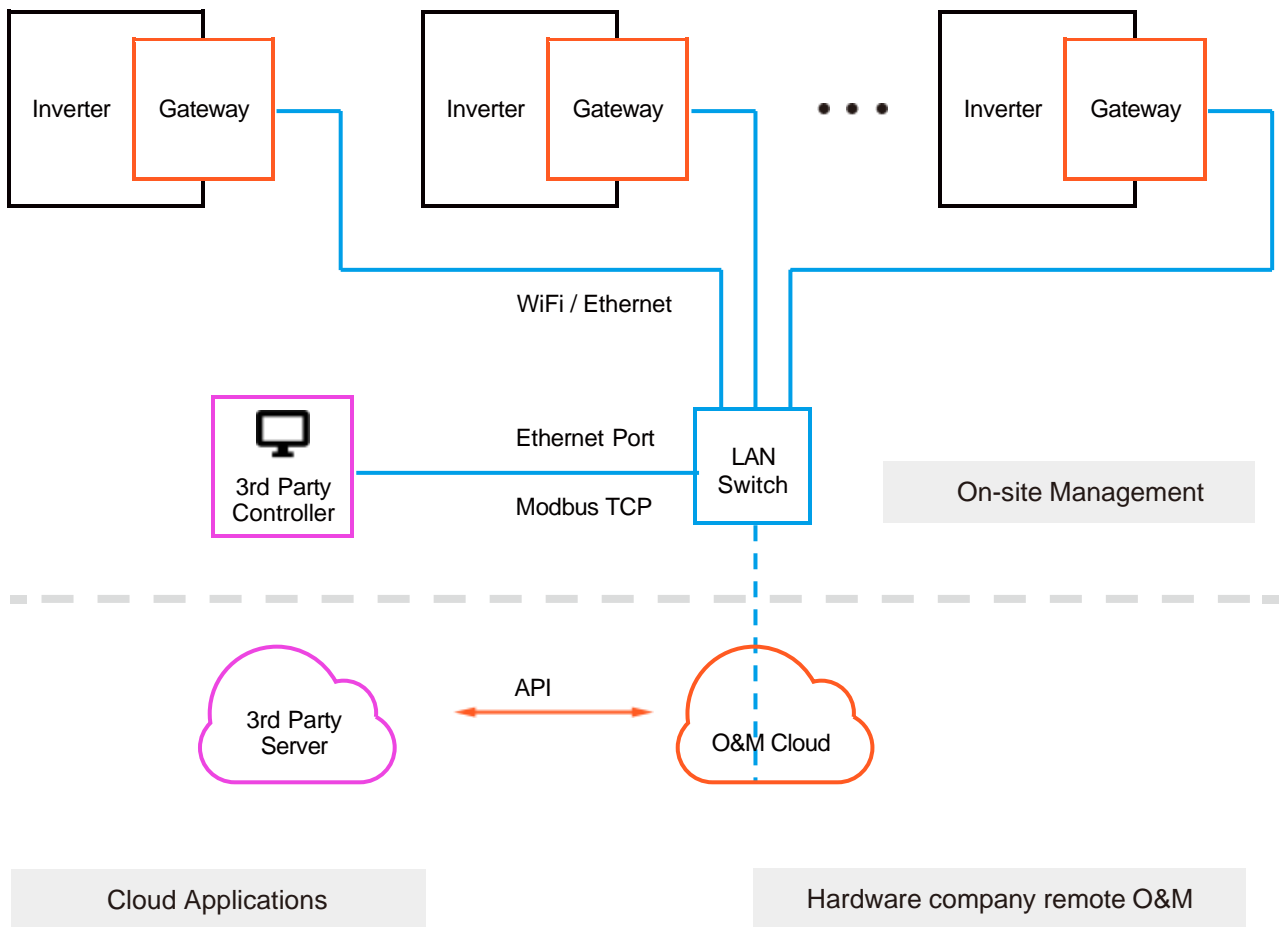 Inverter
Gateway
Inverter
Gateway
Inverter
Gateway
WiFi / Ethernet
Ethernet Port
Modbus TCP
3rd Party
Controller
LAN
Switch
On-site Management
3rd Party
Server
API
O&M Cloud
Cloud Applications
Hardware company remote O&M